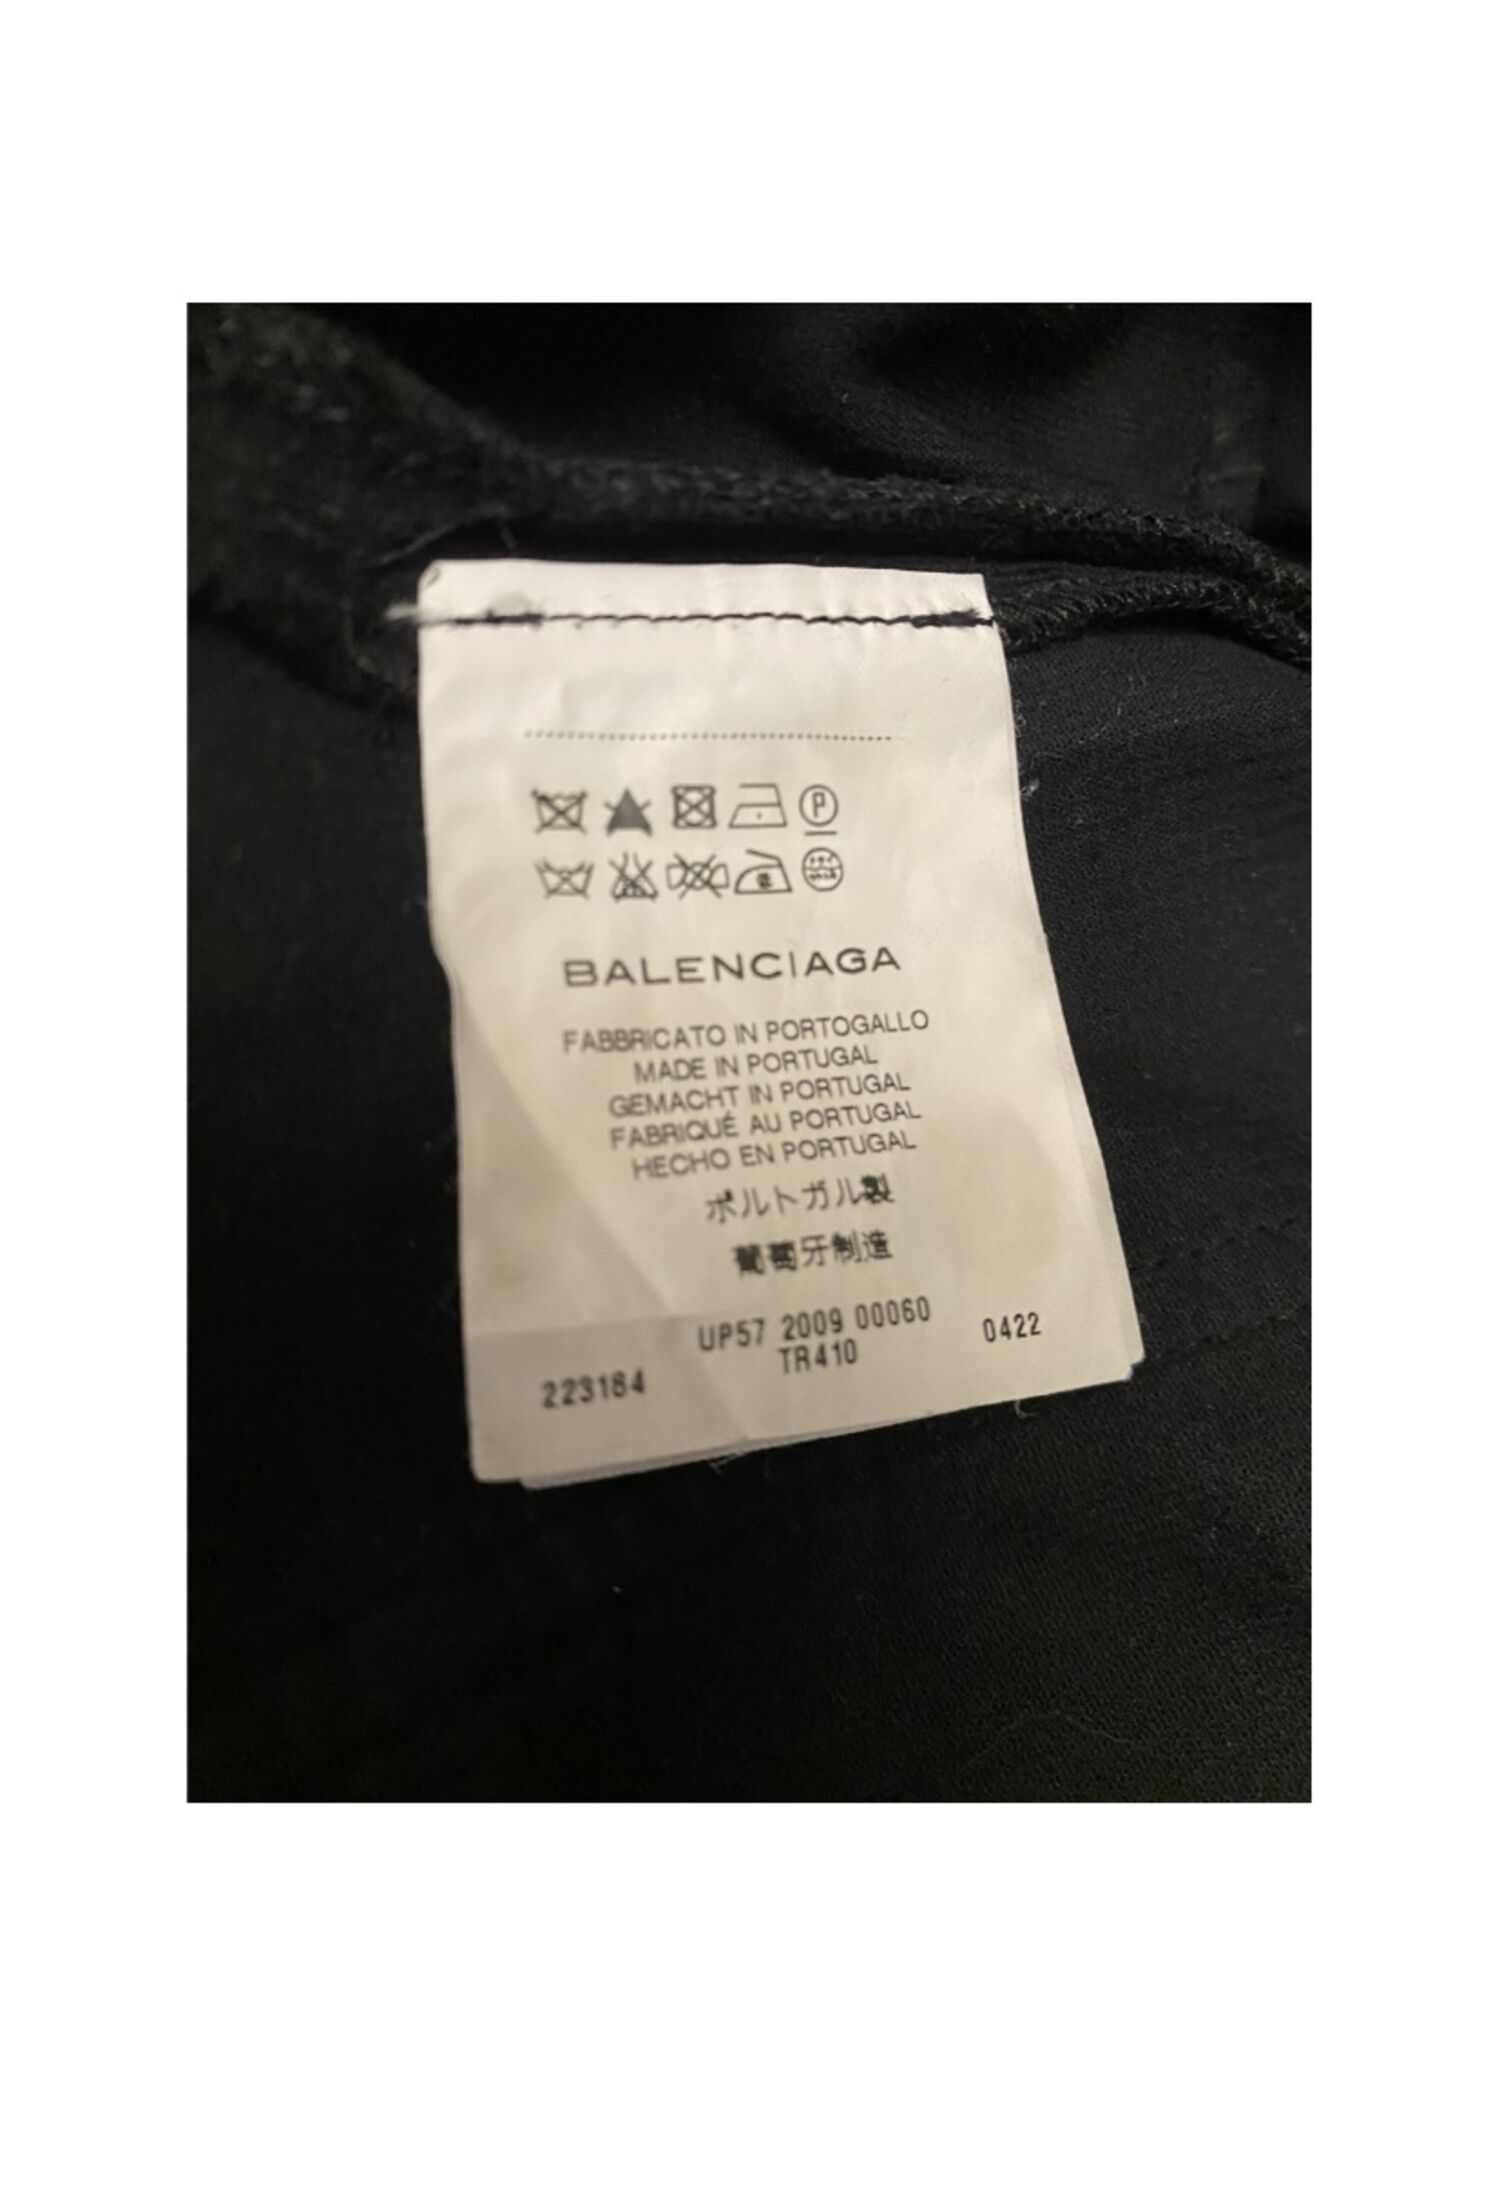 P
BALENCIAGA
FABBRICATO IN PORTOGALLO
MADE IN PORTUGAL
GEMACHT IN PORTUGAL
FABRIQUÉ AU PORTUGAL
HECHO EN PORTUGAL
ポルトガル製
葡萄牙制造
UP57 2009 00060 0422
TR410
223184